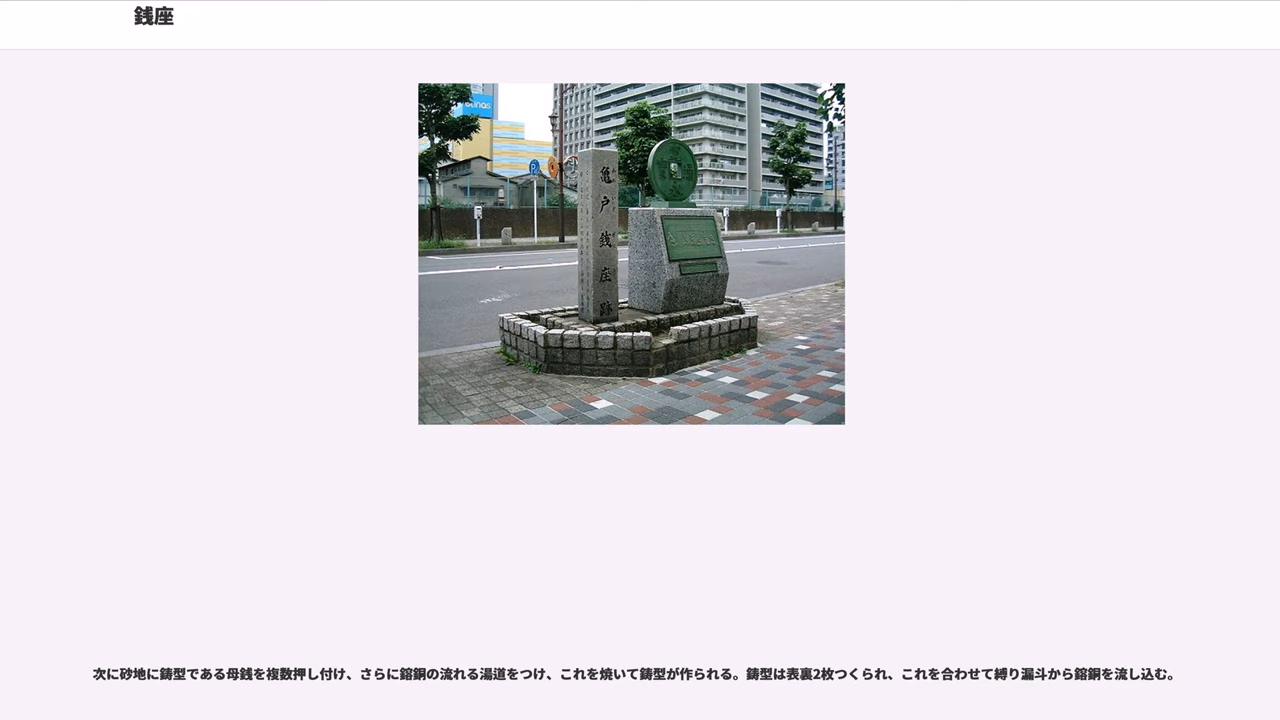 銭座
亀戸銭座跡
次に砂地に鋳型である母銭を複数押し付け、さらに鎔銅の流れる湯道をつけ、これを焼いて鋳型が作られる。鋳型は表裏2枚つくられ、これを合わせて縛り漏斗から鎔銅を流し込む。